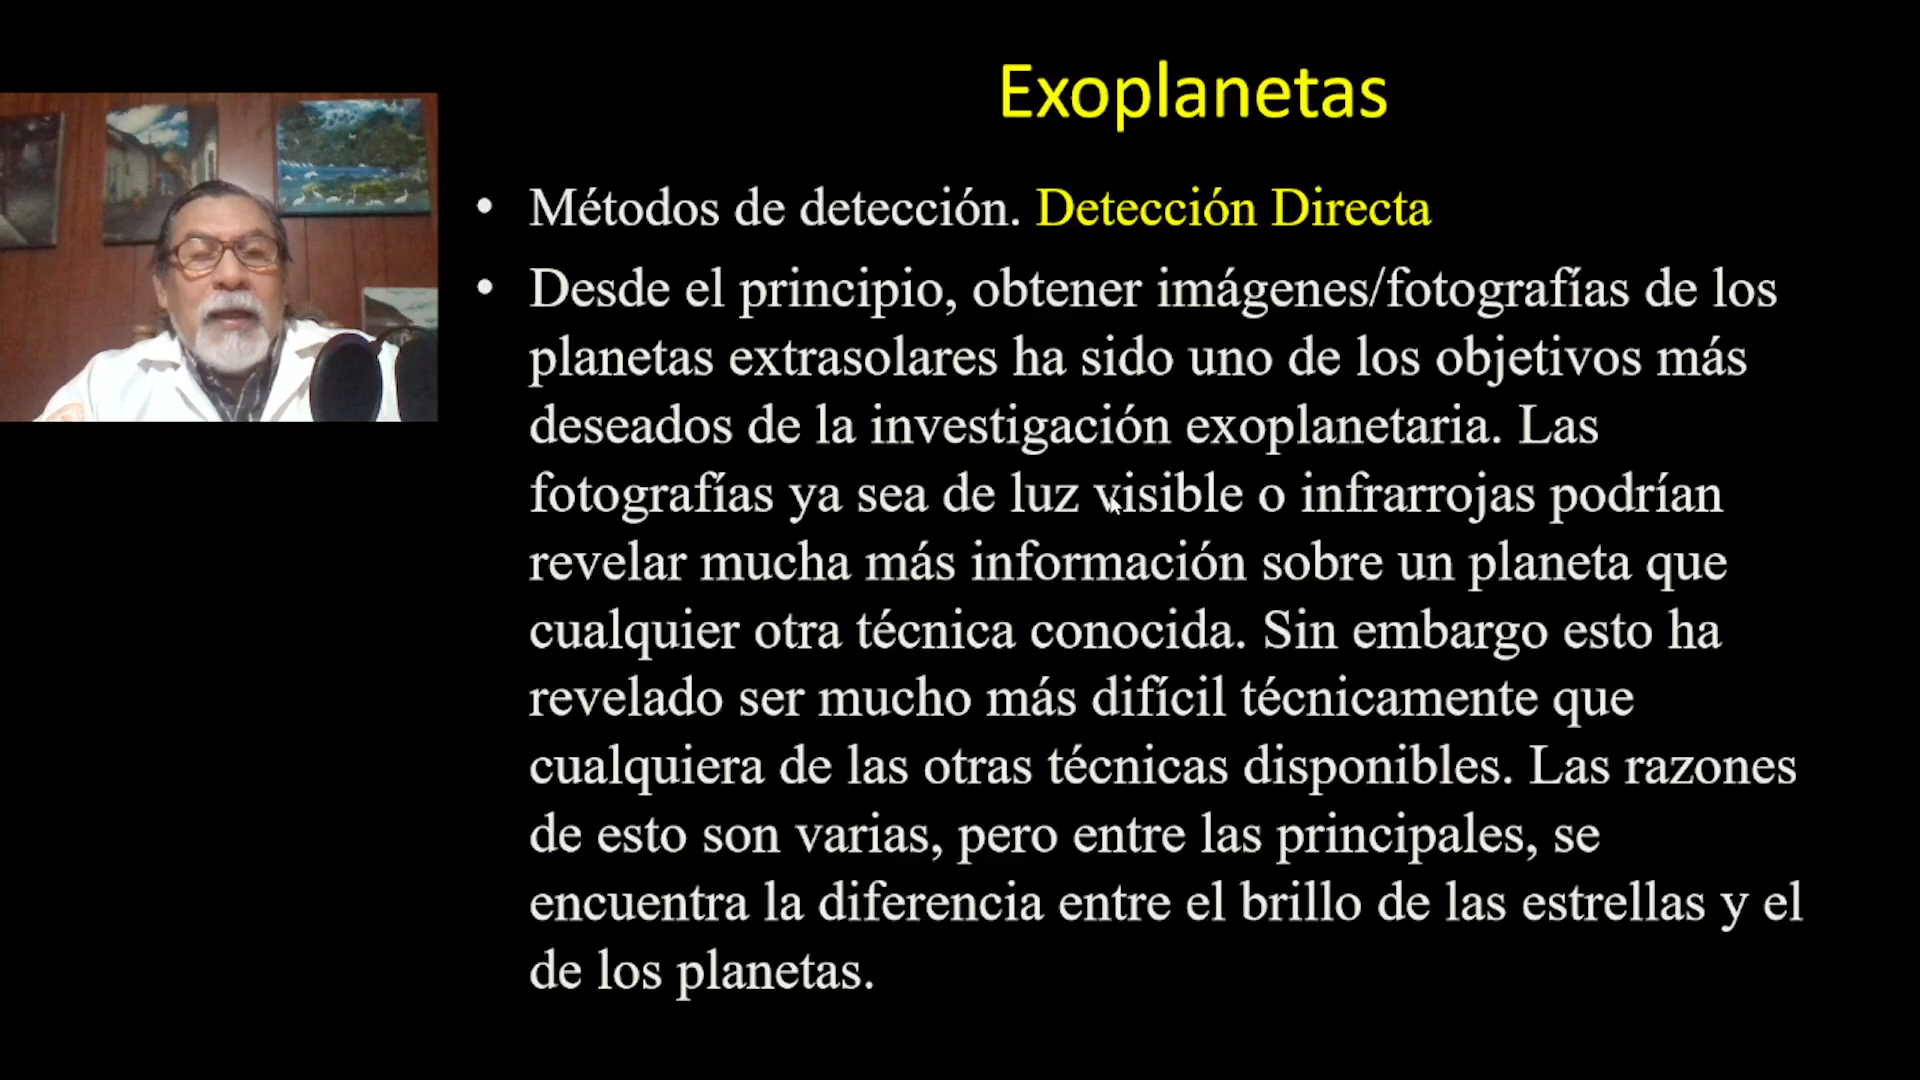 Exoplanetas
• Métodos de detección. Detección Directa
• Desde el principio, obtener imágenes/fotografías de los
planetas extrasolares ha sido uno de los objetivos más
deseados de la investigación exoplanetaria. Las
fotografías ya sea de luz visible o infrarrojas podrían
revelar mucha más información sobre un planeta que
cualquier otra técnica conocida. Sin embargo esto ha
revelado ser mucho más difícil técnicamente que
cualquiera de las otras técnicas disponibles. Las razones
de esto son varias, pero entre las principales, se
encuentra la diferencia entre el brillo de las estrellas y el
de los planetas.